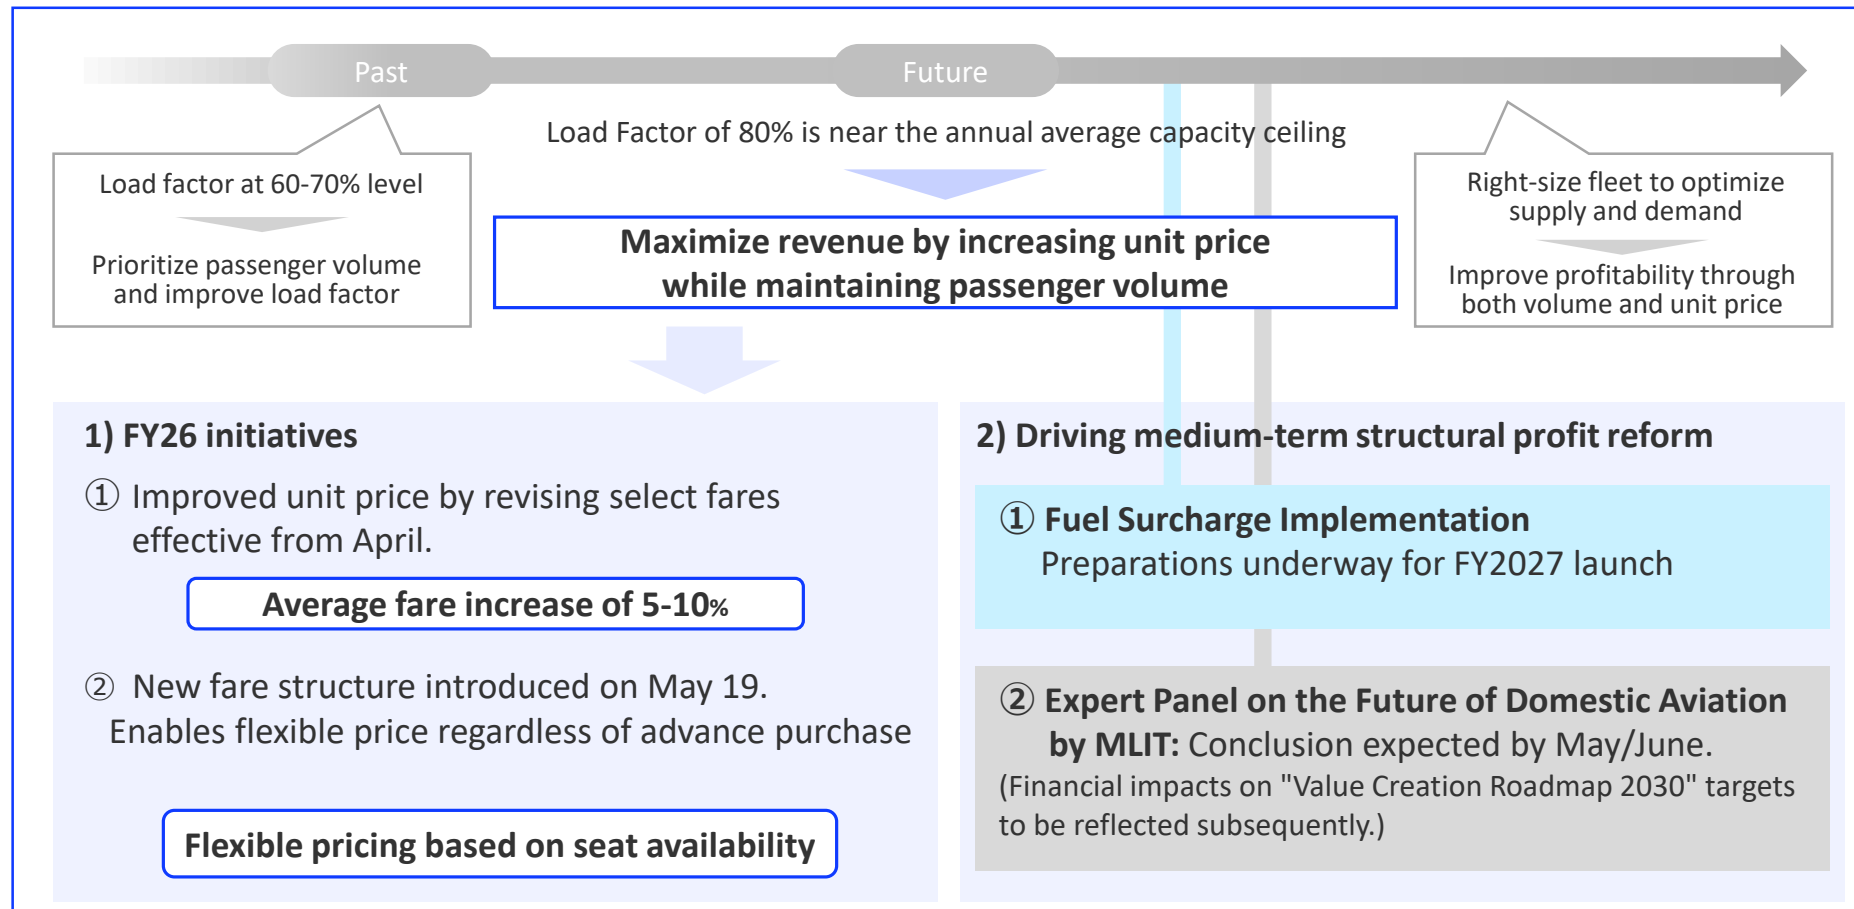 Past
Future
Load Factor of 80% is near the annual average capacity ceiling
Load factor at 60-70% level
Prioritize passenger volume
and improve load factor
Maximize revenue by increasing unit price
while maintaining passenger volume
Right-size fleet to optimize
supply and demand
Improve profitability through
both volume and unit price
1) FY26 initiatives
① Improved unit price by revising select fares
effective from April.
Average fare increase of 5-10%
② New fare structure introduced on May 19.
Enables flexible price regardless of advance purchase
Flexible pricing based on seat availability
2) Driving medium-term structural profit reform
① Fuel Surcharge Implementation
Preparations underway for FY2027 launch
② Expert Panel on the Future of Domestic Aviation
by MLIT: Conclusion expected by May/June.
(Financial impacts on "Value Creation Roadmap 2030" targets
to be reflected subsequently.)